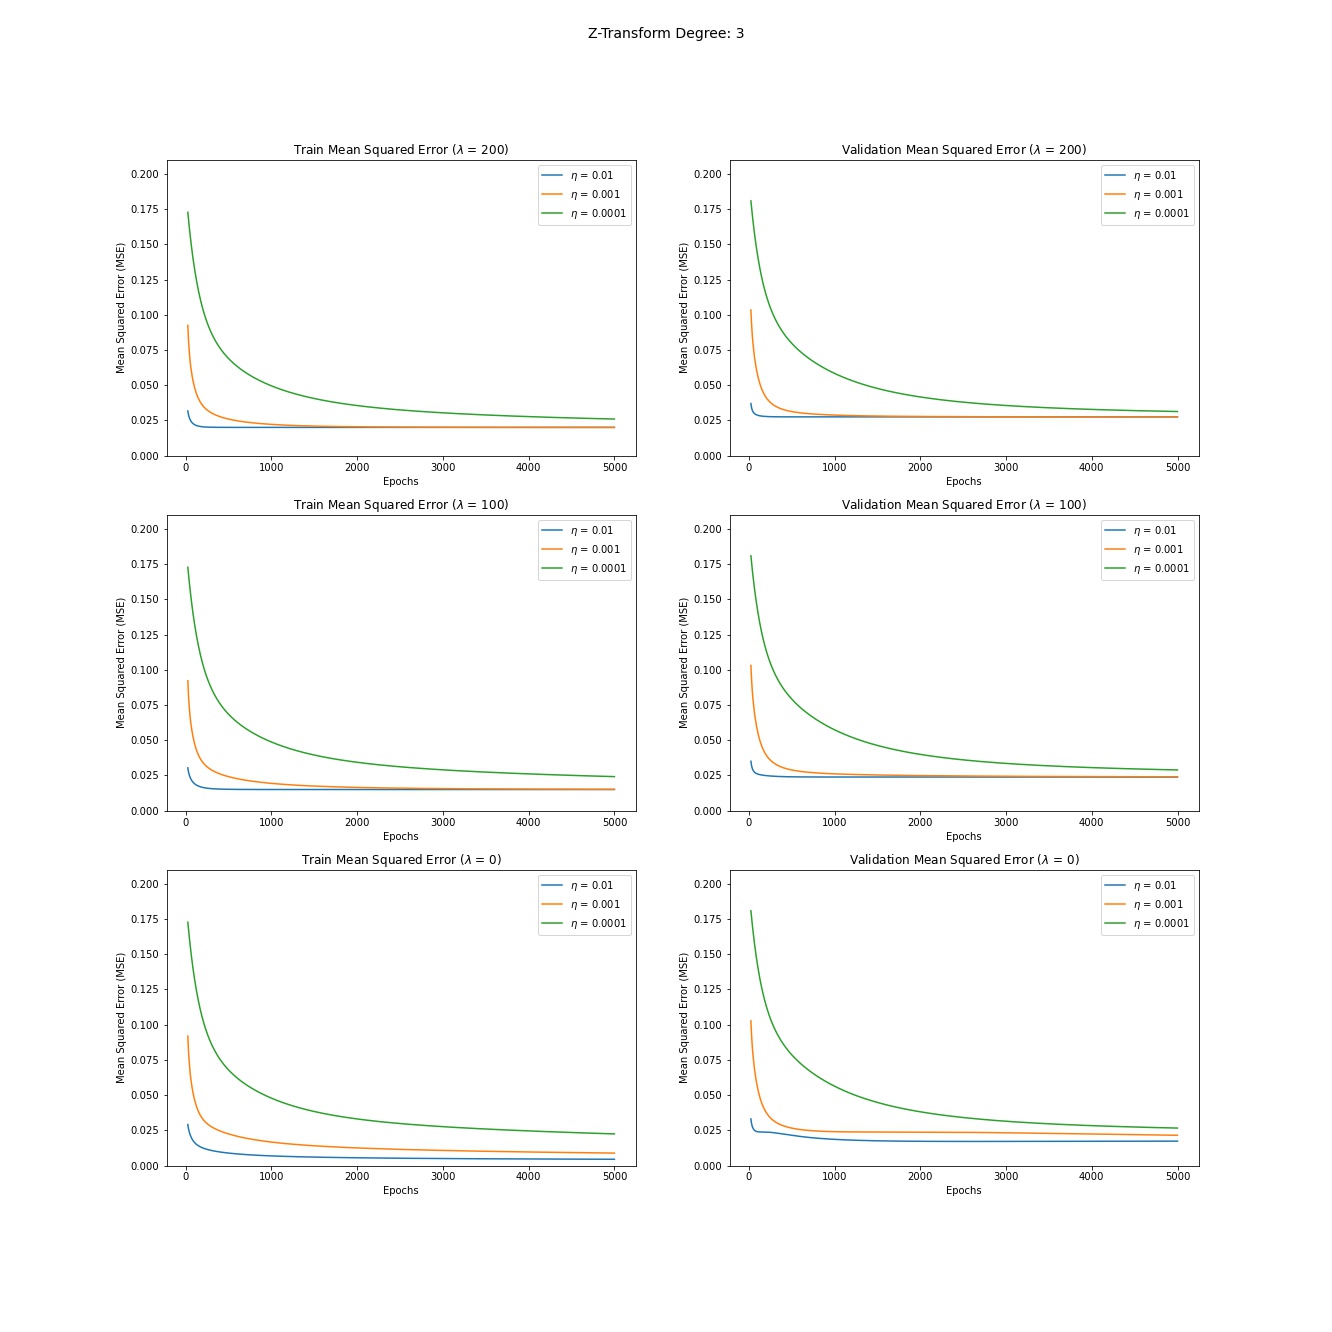 Z-Transform Degree: 3
Train Mean Squared Error (λ = 200)
Mean Squared Error (MSE)
0.200
0.175
0.150
0.125
0.100
0.075
0.050
0.025
0.000
η = 0.01
η = 0.001
η = 0.0001
0 1000 2000 3000 4000 5000
Epochs
Validation Mean Squared Error (λ = 200)
Mean Squared Error (MSE)
0.200
0.175
0.150
0.125
0.100
0.075
0.050
0.025
0.000
η = 0.01
η = 0.001
η = 0.0001
0 1000 2000 3000 4000 5000
Epochs
Train Mean Squared Error (λ = 100)
Mean Squared Error (MSE)
0.200
0.175
0.150
0.125
0.100
0.075
0.050
0.025
0.000
η = 0.01
η = 0.001
η = 0.0001
0 1000 2000 3000 4000 5000
Epochs
Validation Mean Squared Error (λ = 100)
Mean Squared Error (MSE)
0.200
0.175
0.150
0.125
0.100
0.075
0.050
0.025
0.000
η = 0.01
η = 0.001
η = 0.0001
0 1000 2000 3000 4000 5000
Epochs
Train Mean Squared Error (λ = 0)
Mean Squared Error (MSE)
0.200
0.175
0.150
0.125
0.100
0.075
0.050
0.025
0.000
η = 0.01
η = 0.001
η = 0.0001
0 1000 2000 3000 4000 5000
Epochs
Validation Mean Squared Error (λ = 0)
Mean Squared Error (MSE)
0.200
0.175
0.150
0.125
0.100
0.075
0.050
0.025
0.000
η = 0.01
η = 0.001
η = 0.0001
0 1000 2000 3000 4000 5000
Epochs